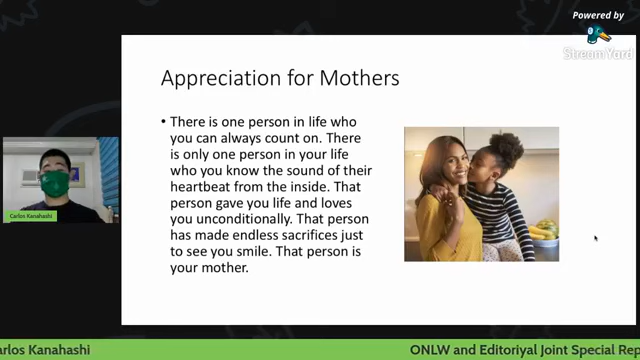 Powered by
StreamYard
Appreciation for Mothers
• There is one person in life who
you can always count on. There
is only one person in your life
who you know the sound of their
heartbeat from the inside. That
person gave you life and loves
you unconditionally. That person
has made endless sacrifices just
to see you smile. That person is
your mother.
Carlos Kanahashi
arlos Kanahashi
ONLW and Editoriyal Joint Special Rep